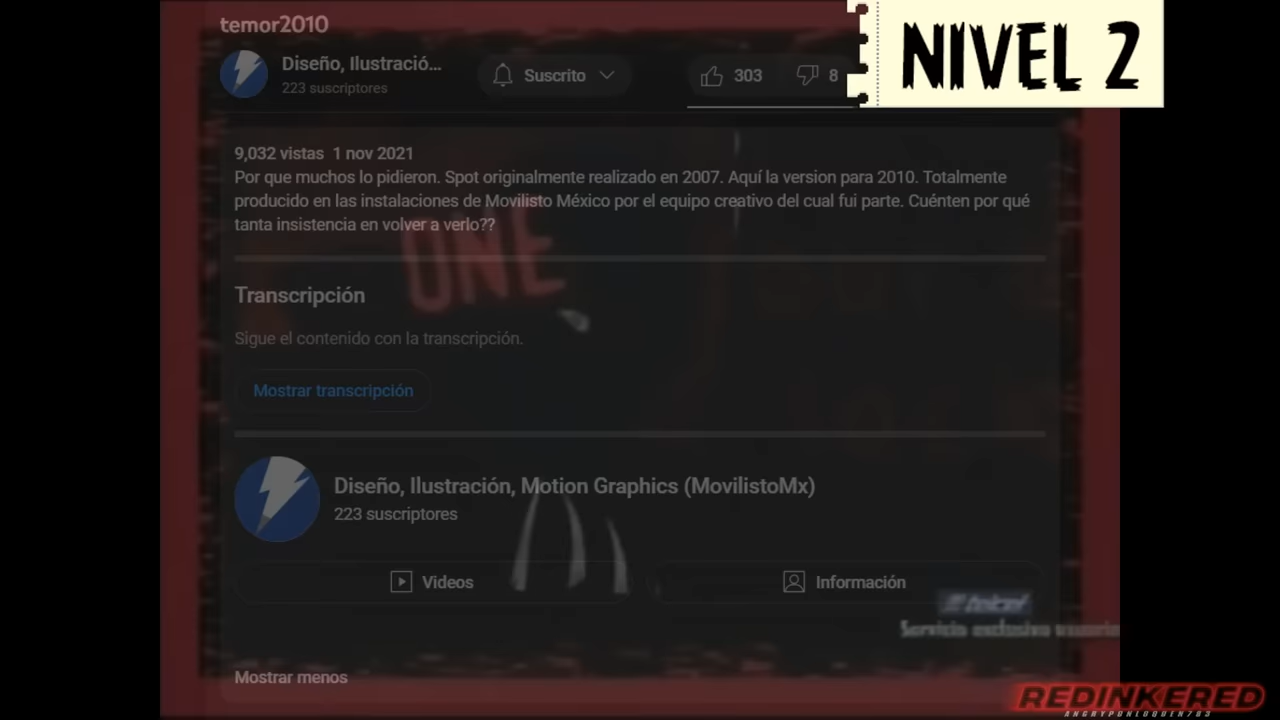 temor2010
NIVEL 2
Diseño, Ilustració...
223 suscriptores
Suscrito
303
8
9,032 vistas 1 nov 2021
Por que muchos lo pidieron. Spot originalmente realizado en 2007. Aquí la version para 2010. Totalmente
producido en las instalaciones de Movilisto México por el equipo creativo del cual fui parte. Cuénten por qué
tanta insistencia en volver a verlo??
ONE
Transcripción
Sigue el contenido con la transcripción.
Mostrar transcripción
Diseño, Ilustración, Motion Graphics (MovilistoMx)
223 suscriptores
Videos
Información
telcel
Servicio exclusivo
Mostrar menos
REDINKERED